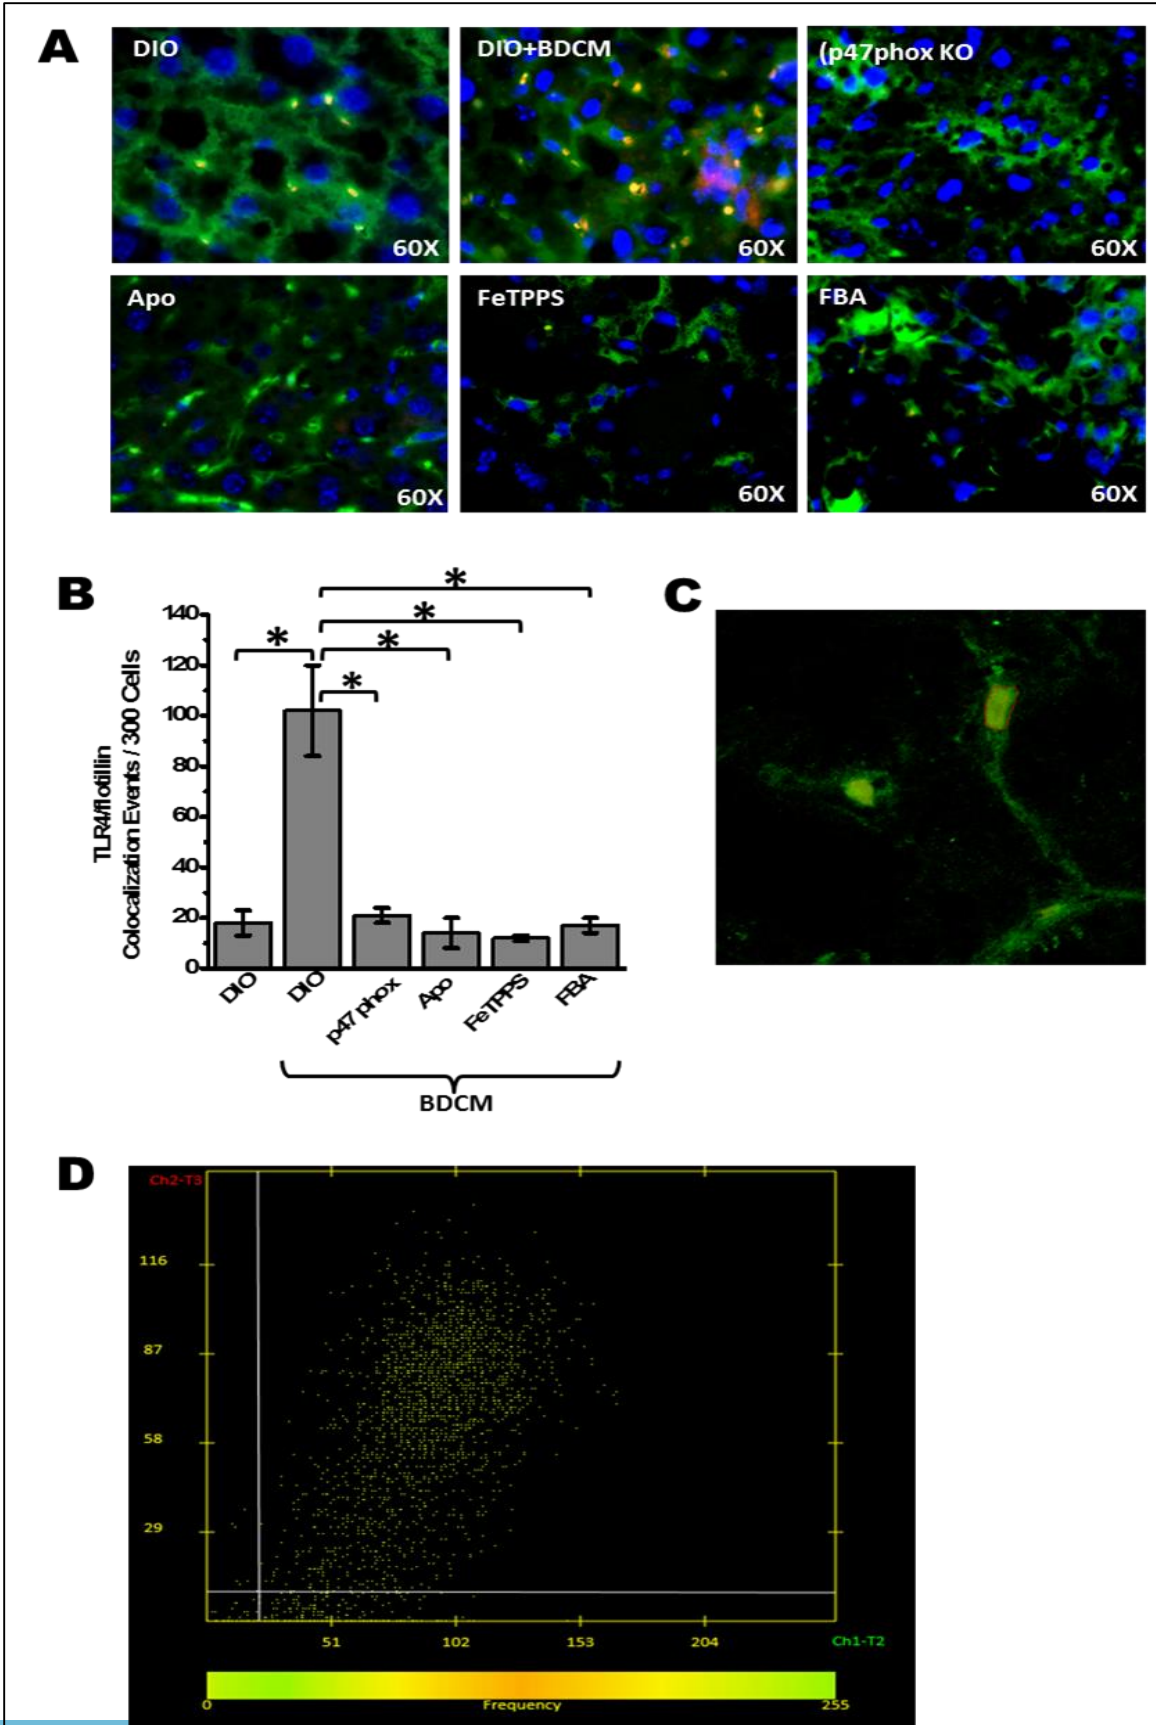 A
DIO
DIO+BDCM
(p47phox KO
60X
60X
60X
Apo
FeTPPS
FBA
60X
60X
60X
B
C
TLR4/flotillin
Colocalization Events / 300 Cells
140
120
100
80
60
40
20
0
*
*
*
*
*
DIO
DIO
p47 phox
Apo
FeTPPS
FBA
BDCM
D
Ch2-T3
116
87
58
29
51
102
153
204
Ch1-T2
0
Frequency
255